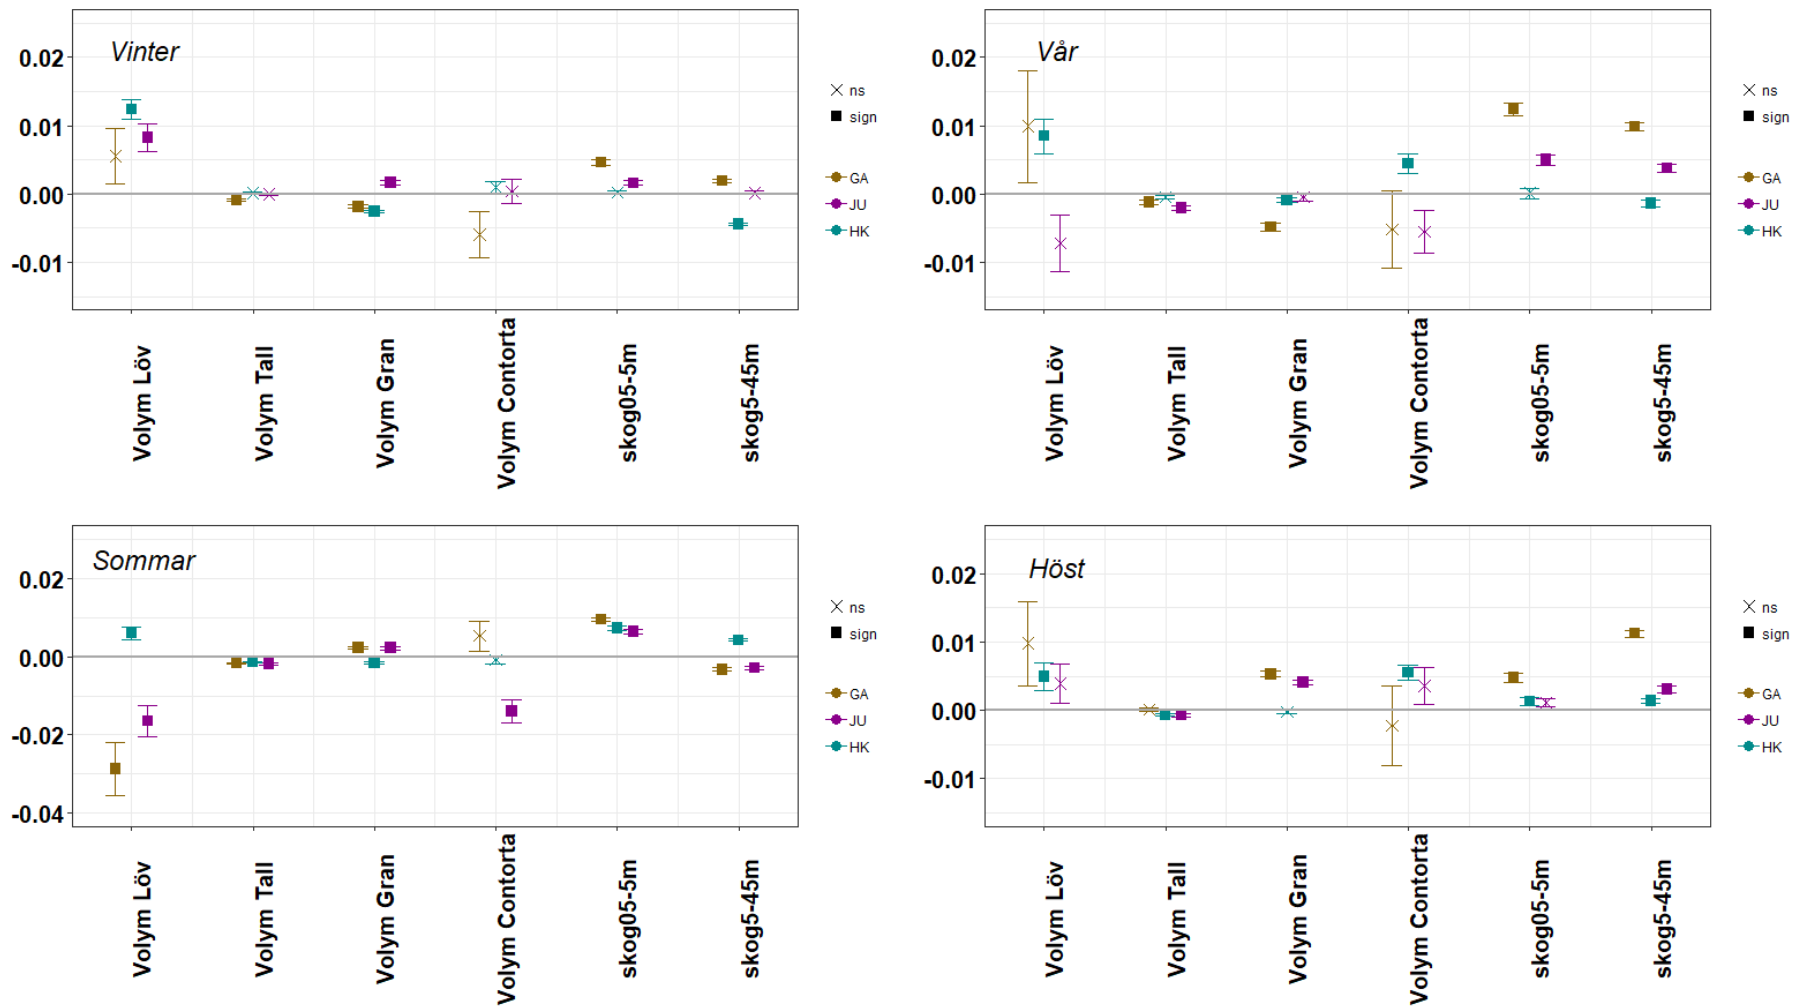 Vinter
0.02
0.01
0.00
-0.01
Volym Löv
Volym Tall
Volym Gran
Volym Contorta
skog05-5m
skog5-45m
ns
sign
GA
JU
HK
Vår
0.02
0.01
0.00
-0.01
Volym Löv
Volym Tall
Volym Gran
Volym Contorta
skog05-5m
skog5-45m
ns
sign
GA
JU
HK
Sommar
0.02
0.00
-0.02
-0.04
Volym Löv
Volym Tall
Volym Gran
Volym Contorta
skog05-5m
skog5-45m
ns
sign
GA
JU
HK
Höst
0.02
0.01
0.00
-0.01
Volym Löv
Volym Tall
Volym Gran
Volym Contorta
skog05-5m
skog5-45m
ns
sign
GA
JU
HK